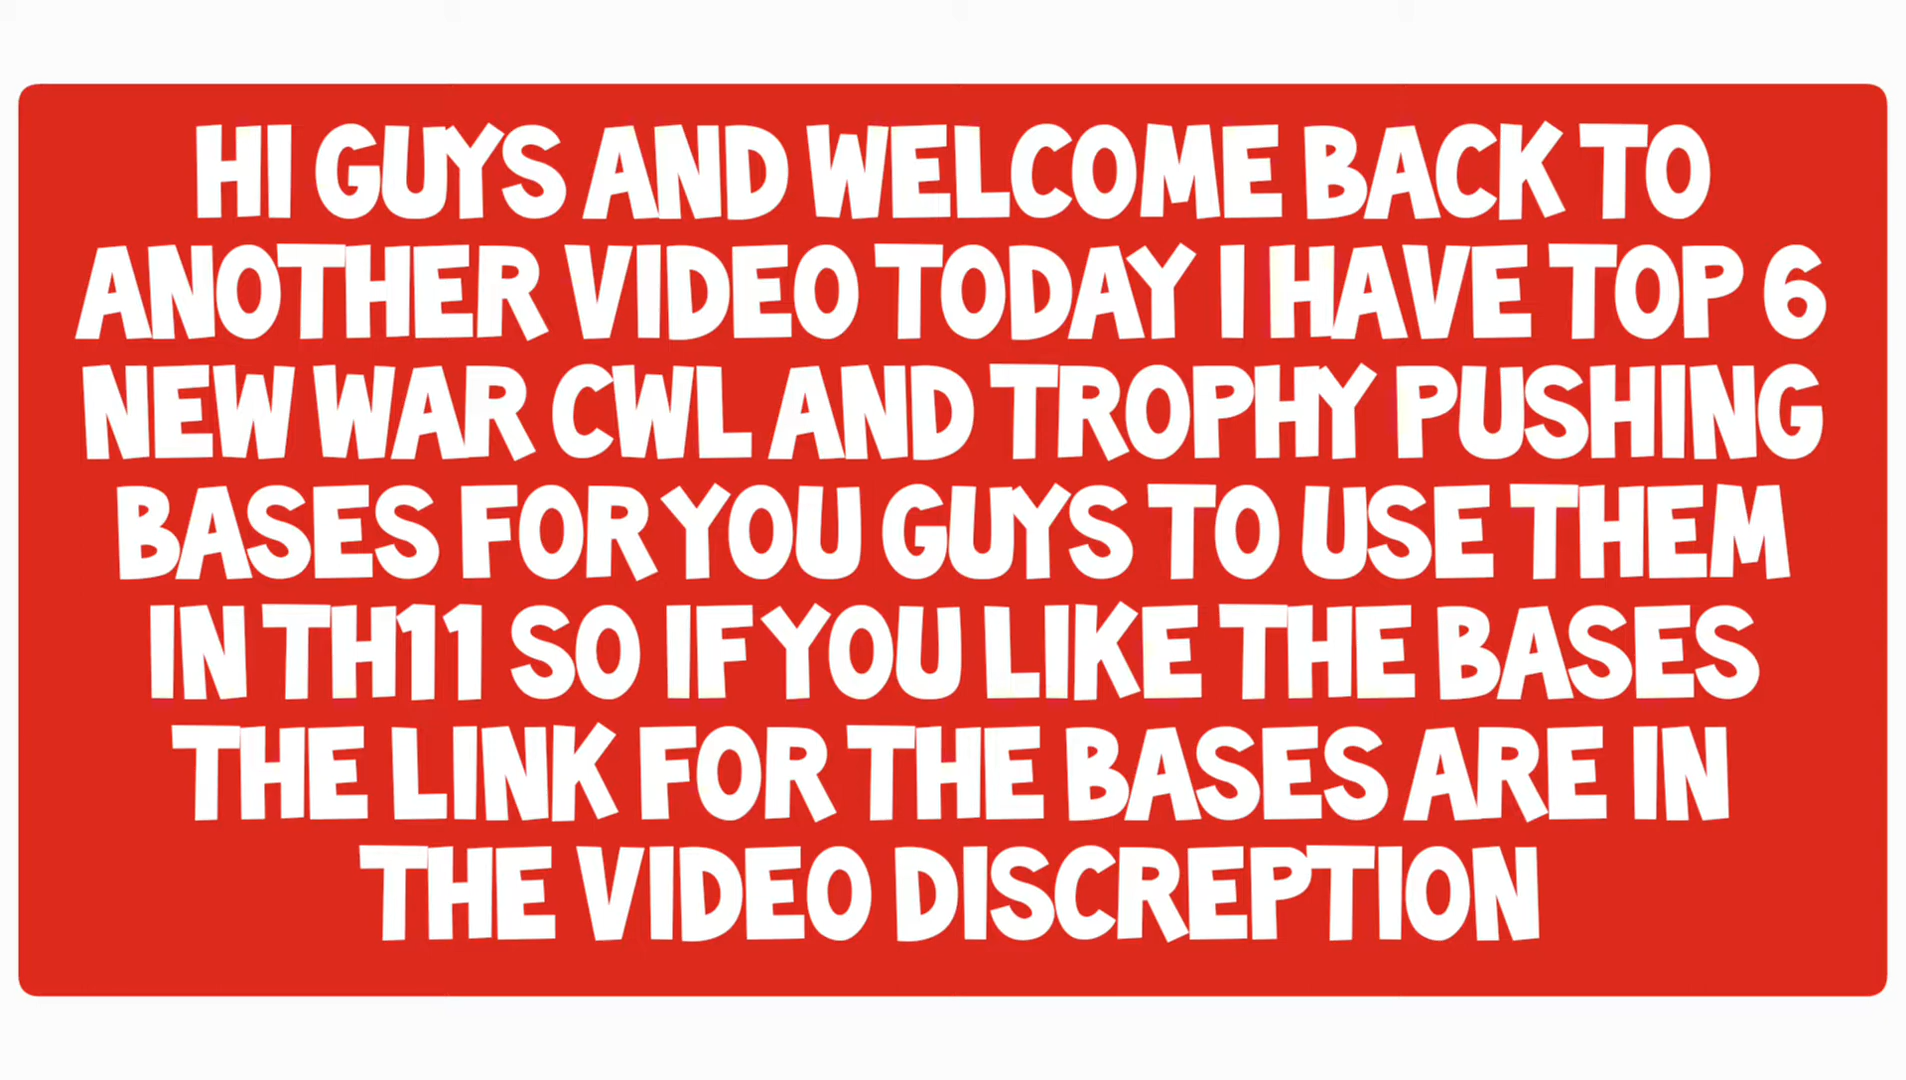 HI GUYS AND WELCOME BACK TO
ANOTHER VIDEO TODAY I HAVE TOP 6
NEW WAR CWL AND TROPHY PUSHING
BASES FOR YOU GUYS TO USE THEM
IN TH11 SO IF YOU LIKE THE BASES
THE LINK FOR THE BASES ARE IN
THE VIDEO DISCREPTION